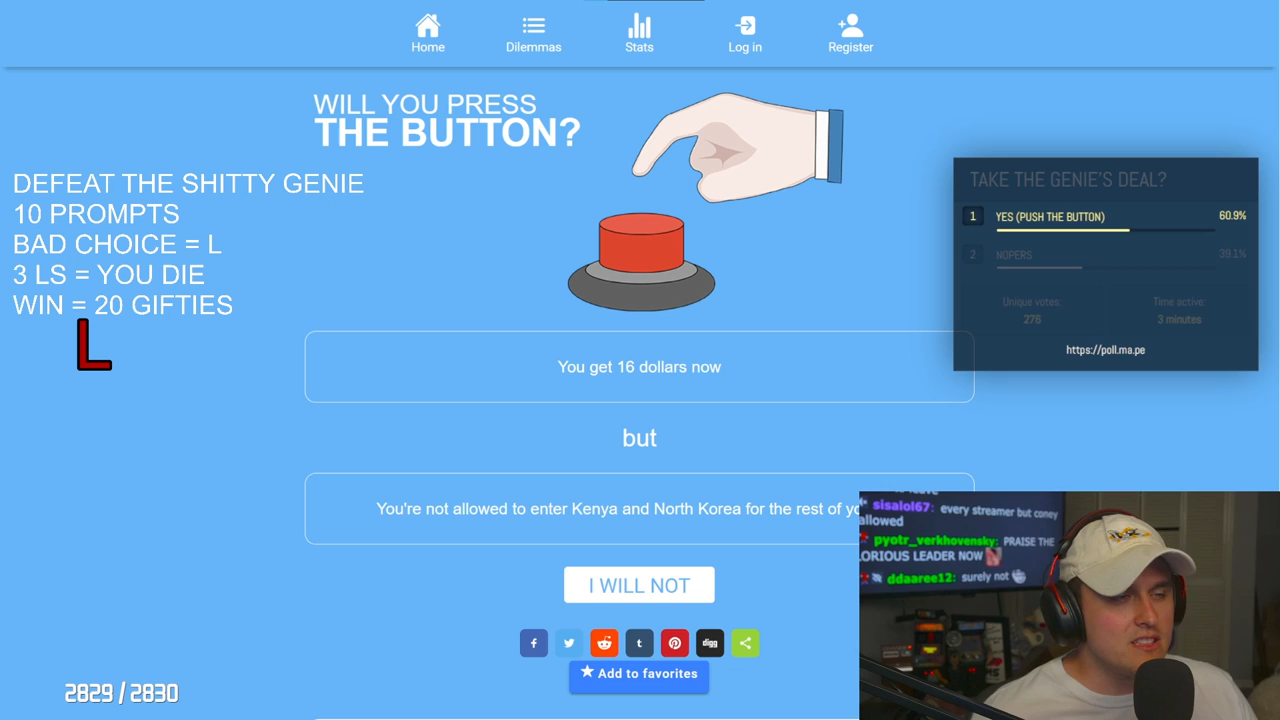 Home
Dilemmas
Stats
Log in
Register
WILL YOU PRESS
THE BUTTON?
DEFEAT THE SHITTY GENIE
10 PROMPTS
BAD CHOICE = L
3 LS = YOU DIE
WIN = 20 GIFTIES
L
TAKE THE GENIE'S DEAL?
1 YES (PUSH THE BUTTON) 60.9%
2 NOPERS 39.1%
Unique votes: Time active:
276 3 minutes
https://poll.ma.pe
You get 16 dollars now
but
You're not allowed to enter Kenya and North Korea for the rest of yo
I WILL NOT
f
t
digg
Add to favorites
sisalol67: every streamer but coney
allowed
pyotr_verkhovensky: PRAISE THE
LORIOUS LEADER NOW
ddaaree12: surely not
2829 / 2830